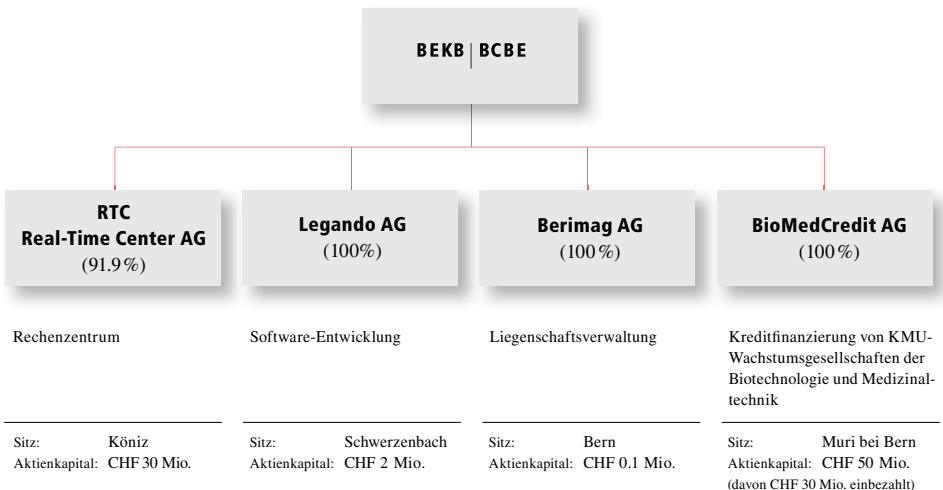 BEKB | BCBE
RTC
Real-Time Center AG
(91.9 %)
Legando AG
(100%)
Berimag AG
(100 %)
BioMedCredit AG
(100 %)
Rechenzentrum
Software-Entwicklung
Liegenschaftsverwaltung
Kreditfinanzierung von KMU-
Wachstumsgesellschaften der
Biotechnologie und Medizinal-
technik
Sitz: Köniz
Aktienkapital: CHF 30 Mio.
Sitz: Schwerzenbach
Aktienkapital: CHF 2 Mio.
Sitz: Bern
Aktienkapital: CHF 0.1 Mio.
Sitz: Muri bei Bern
Aktienkapital: CHF 50 Mio.
(davon CHF 30 Mio. einbezahlt)